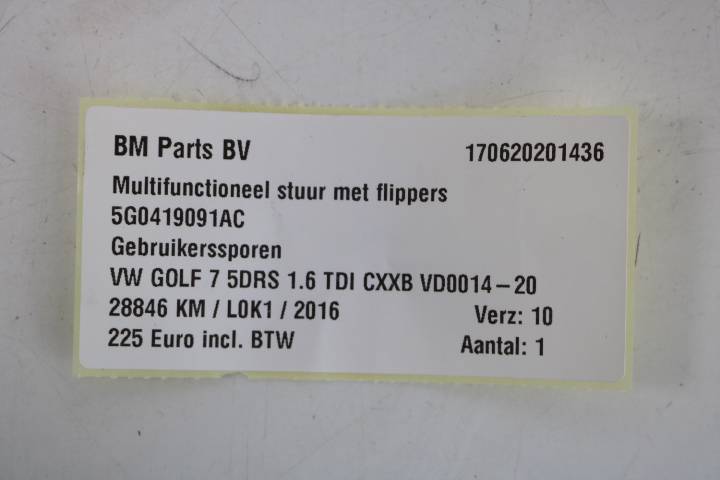 BM Parts BV 170620201436
Multifunctioneel stuur met flippers
5G0419091AC
Gebruikerssporen
VW GOLF 7 5DRS 1.6 TDI CXXB VD0014-20
28846 KM / L0K1 / 2016 Verz: 10
225 Euro incl. BTW Aantal: 1